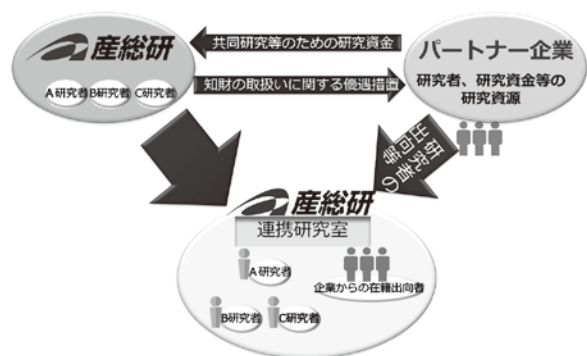 産総研
A研究者
B研究者
C研究者
共同研究等のための研究資金
知財の取扱いに関する優遇措置
パートナー企業
研究者、研究資金等の
研究資源
研究者の
出向等
産総研
連携研究室
A研究者
企業からの在籍出向者
B研究者
C研究者